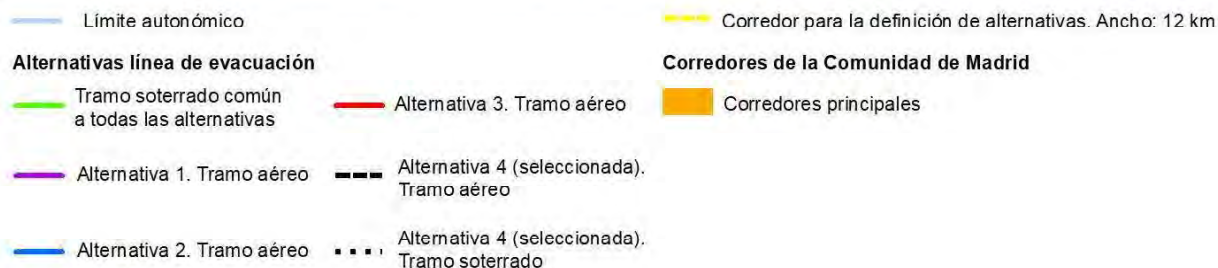 Límite autonómico
Corredor para la definición de alternativas. Ancho: 12 km
Alternativas línea de evacuación
Corredores de la Comunidad de Madrid
Tramo soterrado común
a todas las alternativas
Alternativa 3. Tramo aéreo
Corredores principales
Alternativa 1. Tramo aéreo
Alternativa 4 (seleccionada).
Tramo aéreo
Alternativa 2. Tramo aéreo
Alternativa 4 (seleccionada).
Tramo soterrado